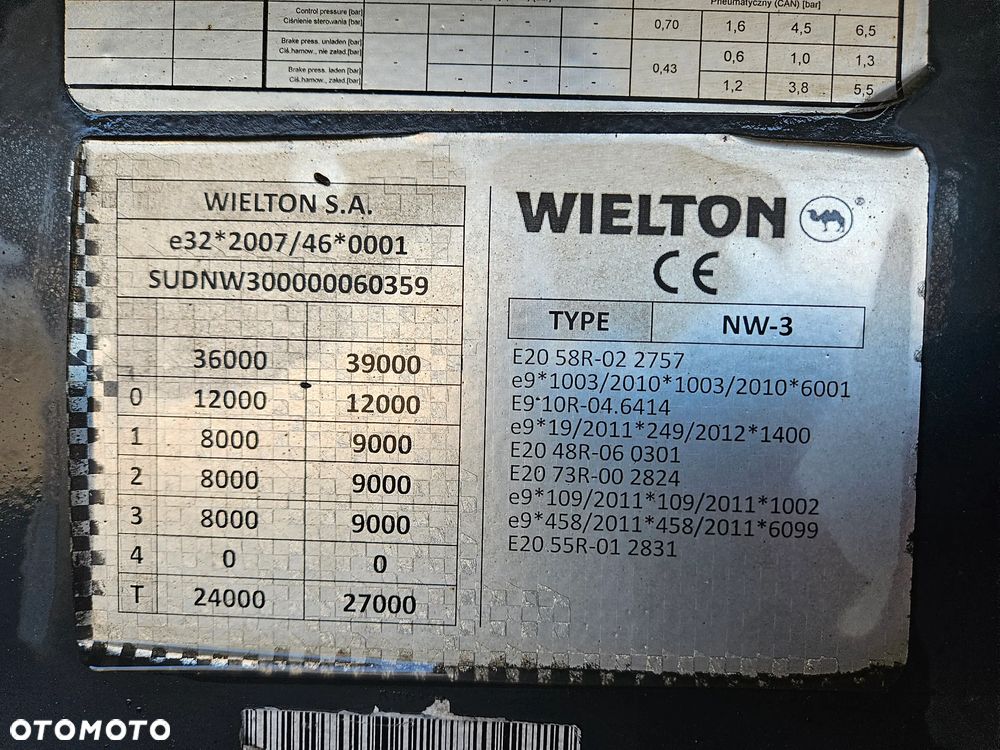 Pneumatyczny (CAN) [bar]
Control pressure [bar]
Ciśnienie sterowania [bar] - - - - 0,70 1,6 4,5 6,5
Brake press. unladen [bar]
Ciś.hamow., nie załad.[bar] - - - 0,6 1,0 1,3
- 0,43
Brake press. laden [bar]
Ciś.hamow., załad.[bar] - - - 1,2 3,8 5,5
WIELTON S.A.
e32*2007/46*0001
SUDNW300000060359
36000 39000
0 12000 12000
1 8000 9000
2 8000 9000
3 8000 9000
4 0 0
T 24000 27000
WIELTON ®
CE
TYPE NW-3
E20 58R-02 2757
e9*1003/2010*1003/2010*6001
E9*10R-04.6414
e9*19/2011*249/2012*1400
E20 48R-06 0301
E20 73R-00 2824
e9*109/2011*109/2011*1002
e9*458/2011*458/2011*6099
E20 55R-01 2831
OTOMOTO